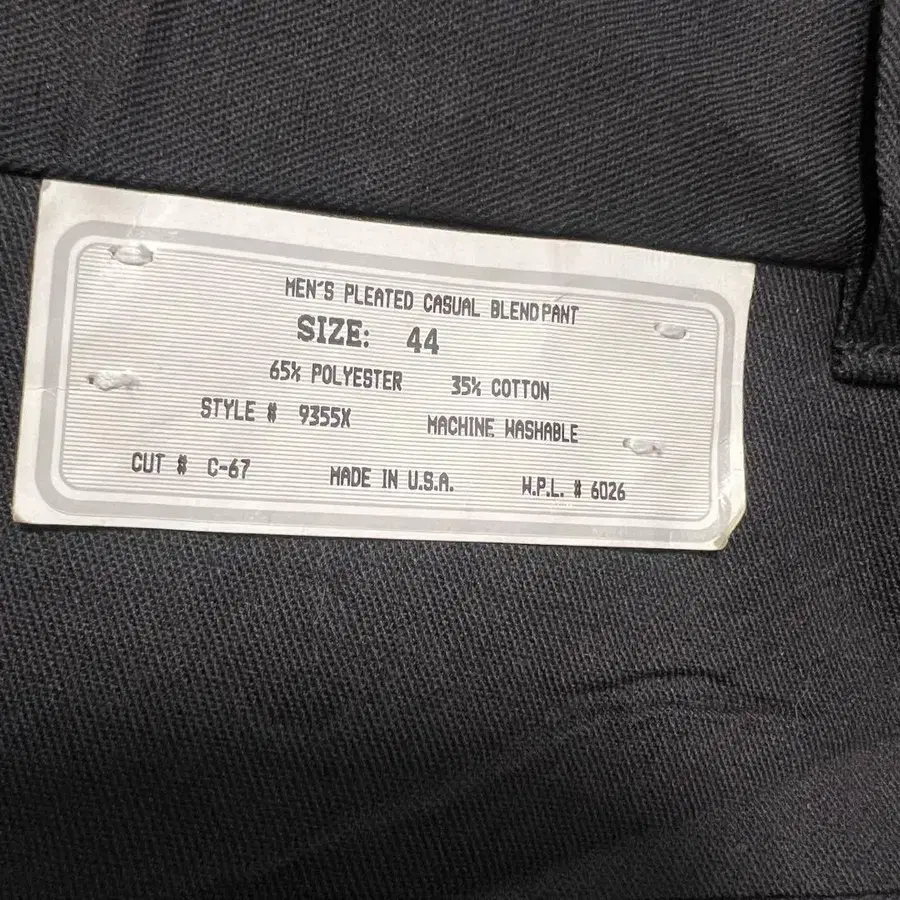 MEN'S PLEATED CASUAL BLEND PANT
SIZE: 44
65% POLYESTER 35% COTTON
STYLE # 9355X MACHINE WASHABLE
CUT # C-67 MADE IN U.S.A. W.P.L. # 6026